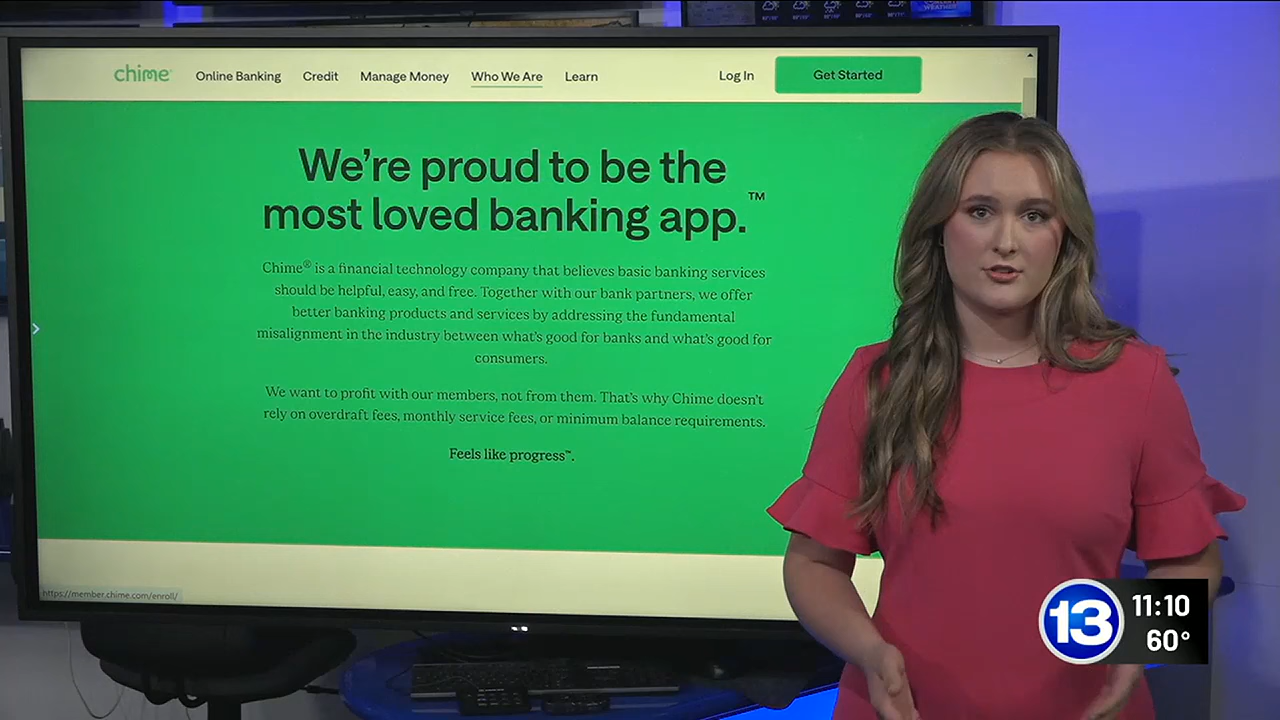 chime
Online Banking
Credit
Manage Money
Who We Are
Learn
Log In
Get Started
We're proud to be the
most loved banking app.™
Chime® is a financial technology company that believes basic banking services
should be helpful, easy, and free. Together with our bank partners, we offer
better banking products and services by addressing the fundamental
misalignment in the industry between what's good for banks and what's good for
consumers.
We want to profit with our members, not from them. That's why Chime doesn't
rely on overdraft fees, monthly service fees, or minimum balance requirements.
Feels like progress™.
https://member.chime.com/enroll/
13
11:10
60°